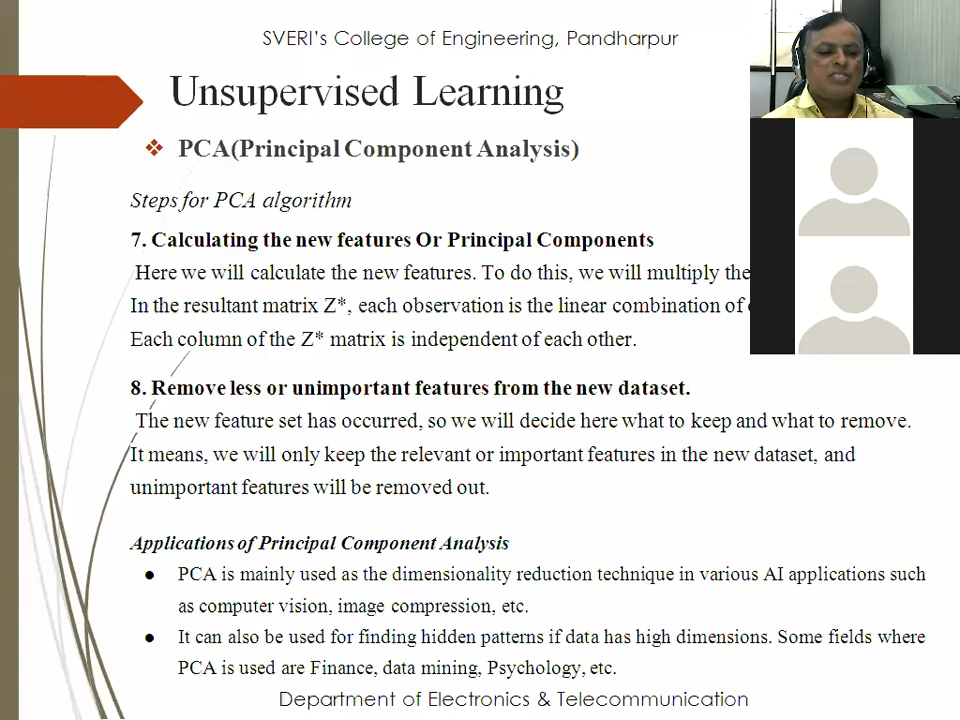 SVERI's College of Engineering, Pandharpur
Unsupervised Learning
❖ PCA(Principal Component Analysis)
Steps for PCA algorithm
7. Calculating the new features Or Principal Components
Here we will calculate the new features. To do this, we will multiply the
In the resultant matrix Z*, each observation is the linear combination of
Each column of the Z* matrix is independent of each other.
8. Remove less or unimportant features from the new dataset.
The new feature set has occurred, so we will decide here what to keep and what to remove.
It means, we will only keep the relevant or important features in the new dataset, and
unimportant features will be removed out.
Applications of Principal Component Analysis
● PCA is mainly used as the dimensionality reduction technique in various AI applications such
as computer vision, image compression, etc.
● It can also be used for finding hidden patterns if data has high dimensions. Some fields where
PCA is used are Finance, data mining, Psychology, etc.
Department of Electronics & Telecommunication